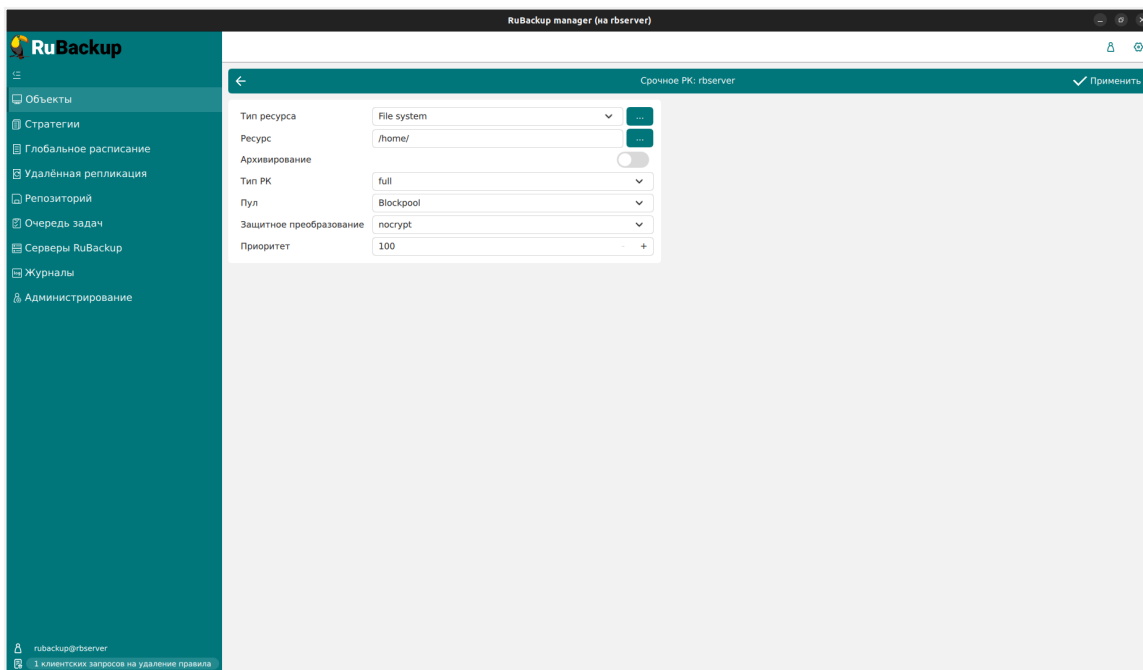 RuBackup manager (на rbserver)
RuBackup
Объекты
Стратегии
Глобальное расписание
Удалённая репликация
Репозиторий
Очередь задач
Серверы RuBackup
Журналы
Администрирование
Срочное РК: rbserver
Применить
Тип ресурса File system ...
Ресурс /home/ ...
Архивирование
Тип РК full
Пул Blockpool
Защитное преобразование nocrypt
Приоритет 100 - +
rubackup@rbserver
1 клиентских запросов на удаление правила